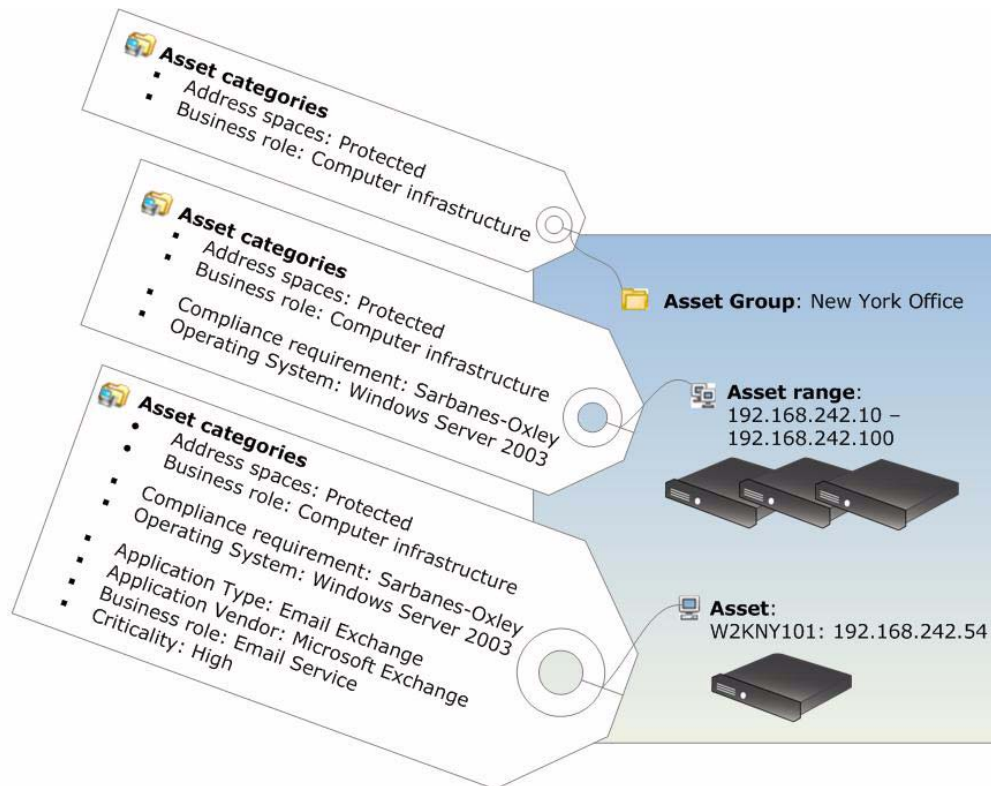 Asset categories
▪ Address spaces: Protected
▪ Business role: Computer infrastructure
Asset categories
▪ Address spaces: Protected
▪ Business role: Computer infrastructure
▪ Compliance requirement: Sarbanes-Oxley
▪ Operating System: Windows Server 2003
Asset categories
• Address spaces: Protected
• Business role: Computer infrastructure
▪ Compliance requirement: Sarbanes-Oxley
▪ Operating System: Windows Server 2003
▪ Application Type: Email Exchange
▪ Application Vendor: Microsoft Exchange
▪ Business role: Email Service
▪ Criticality: High
Asset Group: New York Office
Asset range:
192.168.242.10 –
192.168.242.100
Asset:
W2KNY101: 192.168.242.54